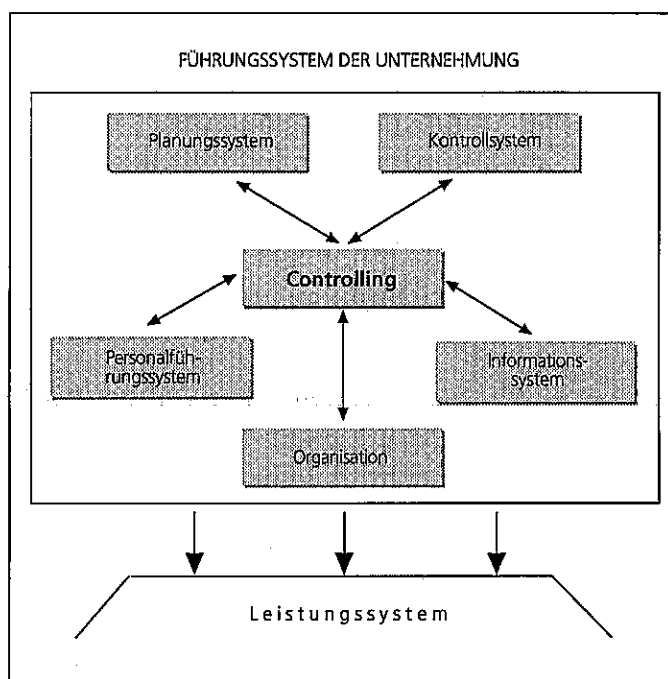 FÜHRUNGSSYSTEM DER UNTERNEHMUNG
Planungssystem
Kontrollsystem
Controlling
Personalfüh-
rungssystem
Informations-
system
Organisation
Leistungssystem